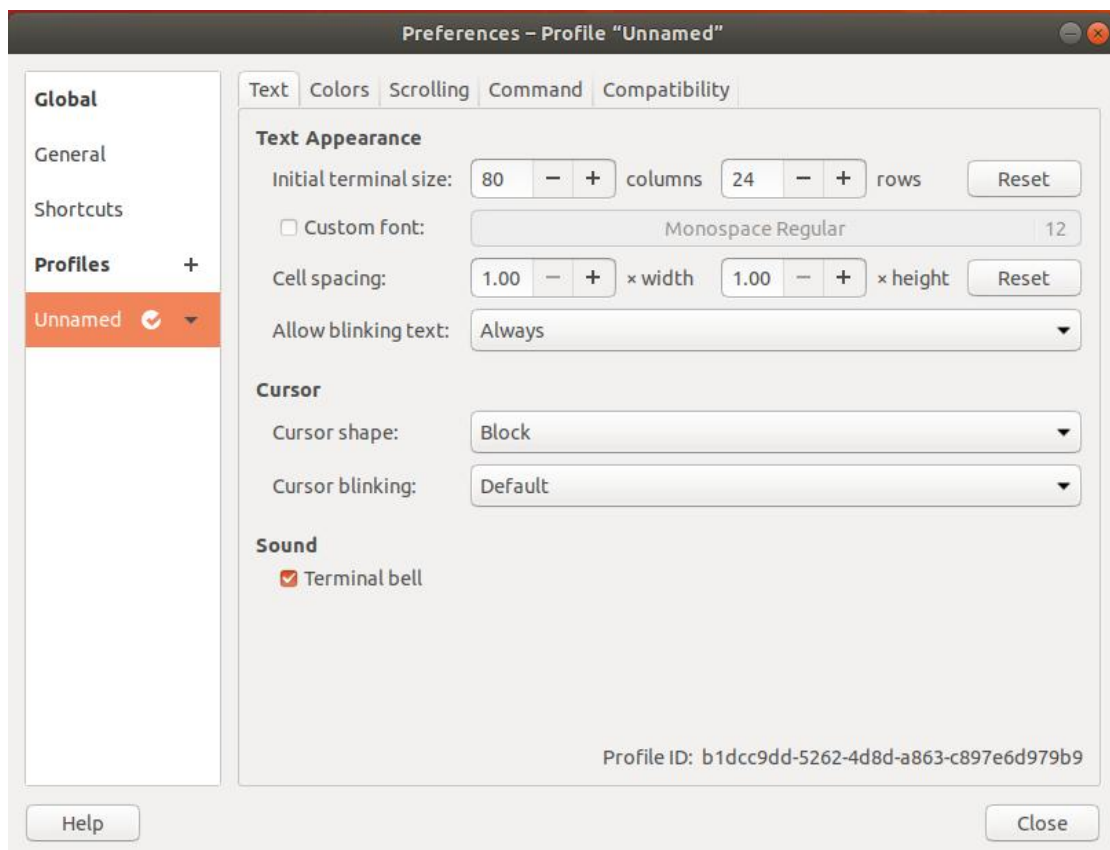 Preferences – Profile “Unnamed”
Global
General
Shortcuts
Profiles +
Unnamed
Text Colors Scrolling Command Compatibility
Text Appearance
Initial terminal size: 80 − + columns 24 − + rows Reset
Custom font: Monospace Regular 12
Cell spacing: 1.00 − + × width 1.00 − + × height Reset
Allow blinking text: Always
Cursor
Cursor shape: Block
Cursor blinking: Default
Sound
Terminal bell
Profile ID: b1dcc9dd-5262-4d8d-a863-c897e6d979b9
Help Close